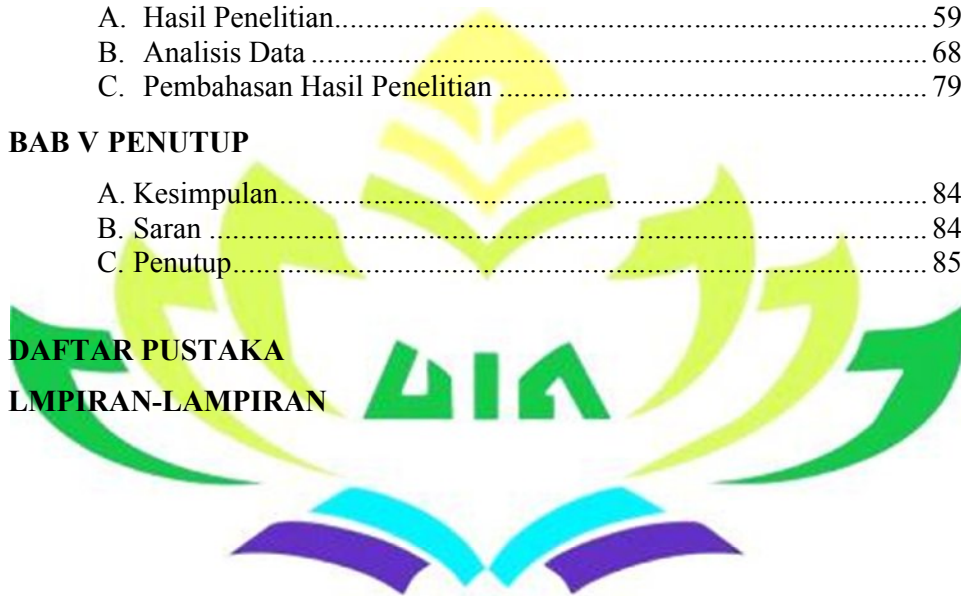 A. Hasil Penelitian........................................................................................ 59
B. Analisis Data ........................................................................................... 68
C. Pembahasan Hasil Penelitian ................................................................ 79
BAB V PENUTUP
A. Kesimpulan................................................................................................ 84
B. Saran .......................................................................................................... 84
C. Penutup....................................................................................................... 85
DAFTAR PUSTAKA
LMPIRAN-LAMPIRAN
UIN